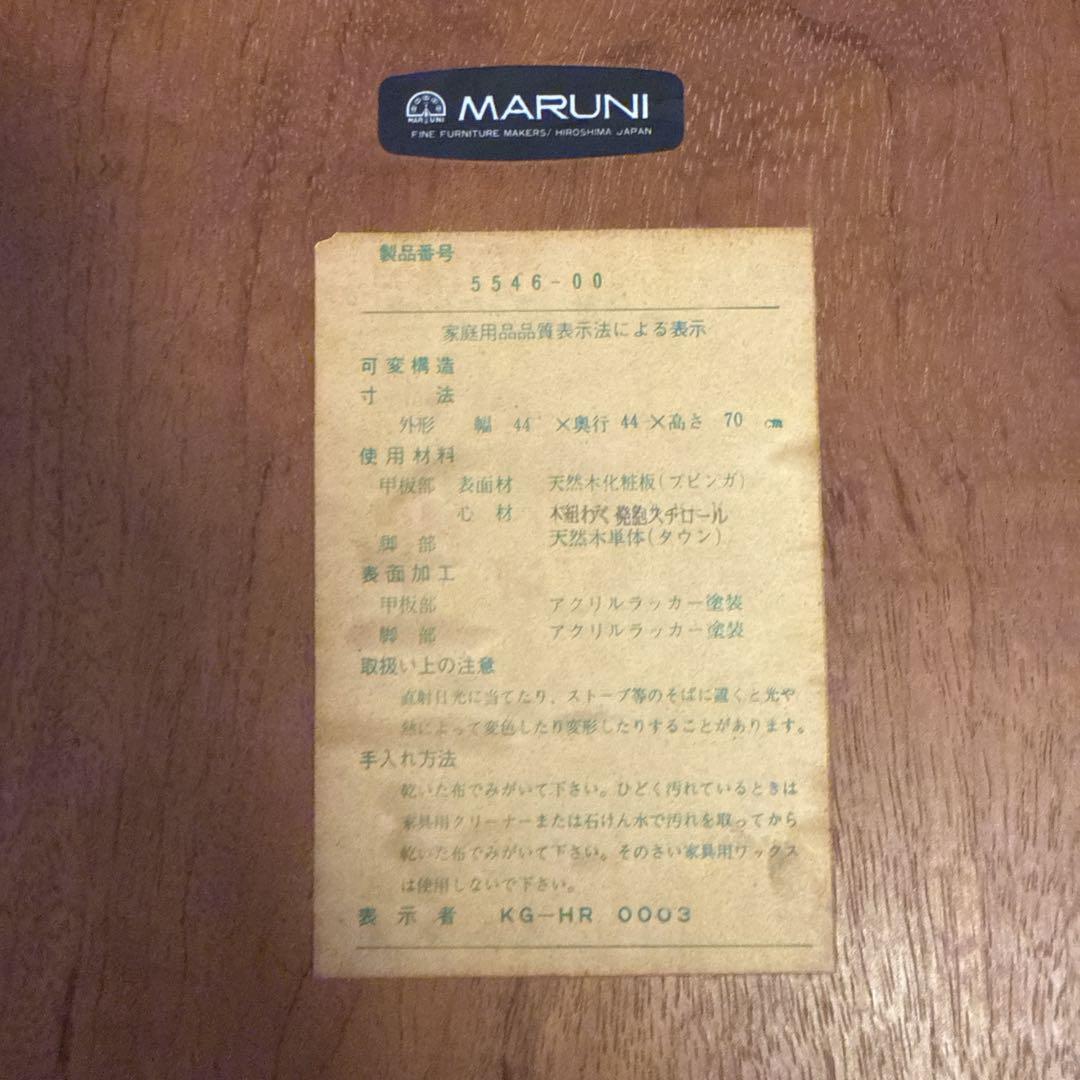 MARUNI
MARUNI
FINE FURNITURE MAKERS/ HIROSHIMA JAPAN
製品番号
5546-00
家庭用品品質表示法による表示
可変構造
寸法
外形 幅 44 ×奥行 44 ×高さ 70 cm
使用材料
甲板部 表面材 天然木化粧板(ブビンガ)
心材 木組わく発泡スチロール
脚部 天然木単体(タウン)
表面加工
甲板部 アクリルラッカー塗装
脚部 アクリルラッカー塗装
取扱い上の注意
直射日光に当てたり、ストーブ等のそばに置くと光や
熱によって変色したり変形したりすることがあります。
手入れ方法
乾いた布でみがいて下さい。ひどく汚れているときは
家具用クリーナーまたは石けん水で汚れを取ってから
乾いた布でみがいて下さい。そのさい家具用ワックス
は使用しないで下さい。
表示者 KG-HR 0003